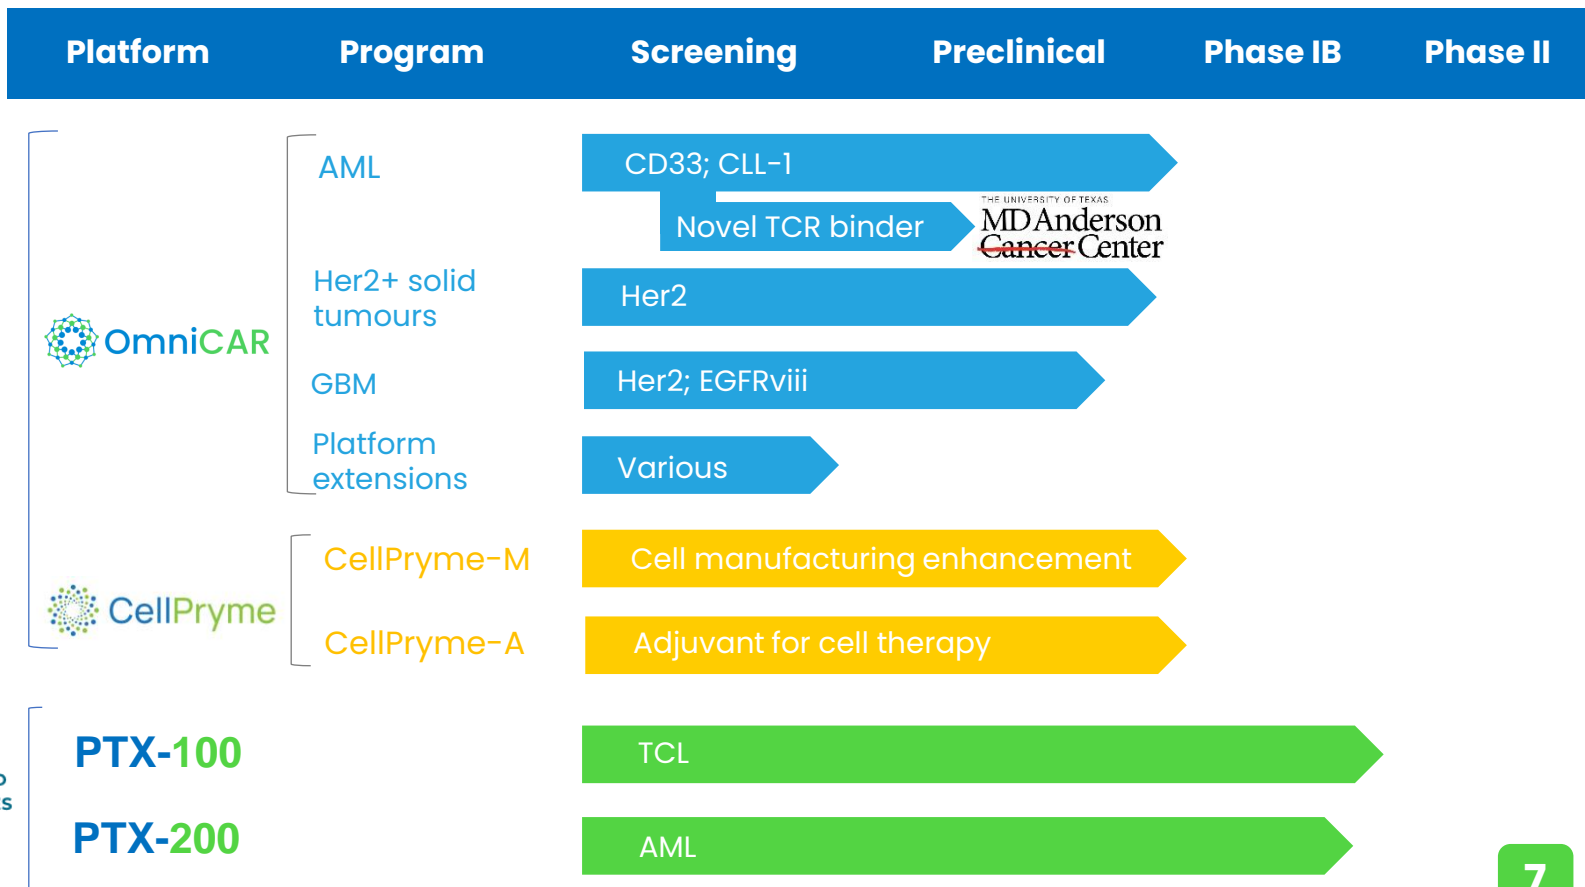 Platform Program Screening Preclinical Phase IB Phase II
AML
CD33; CLL-1
Novel TCR binder
THE UNIVERSITY OF TEXAS
MD Anderson
Cancer Center
Her2+ solid
tumours
Her2
OmniCAR
GBM
Her2; EGFRviii
Platform
extensions
Various
CellPryme-M
Cell manufacturing enhancement
CellPryme
CellPryme-A
Adjuvant for cell therapy
PTX-100
TCL
PTX-200
AML
7